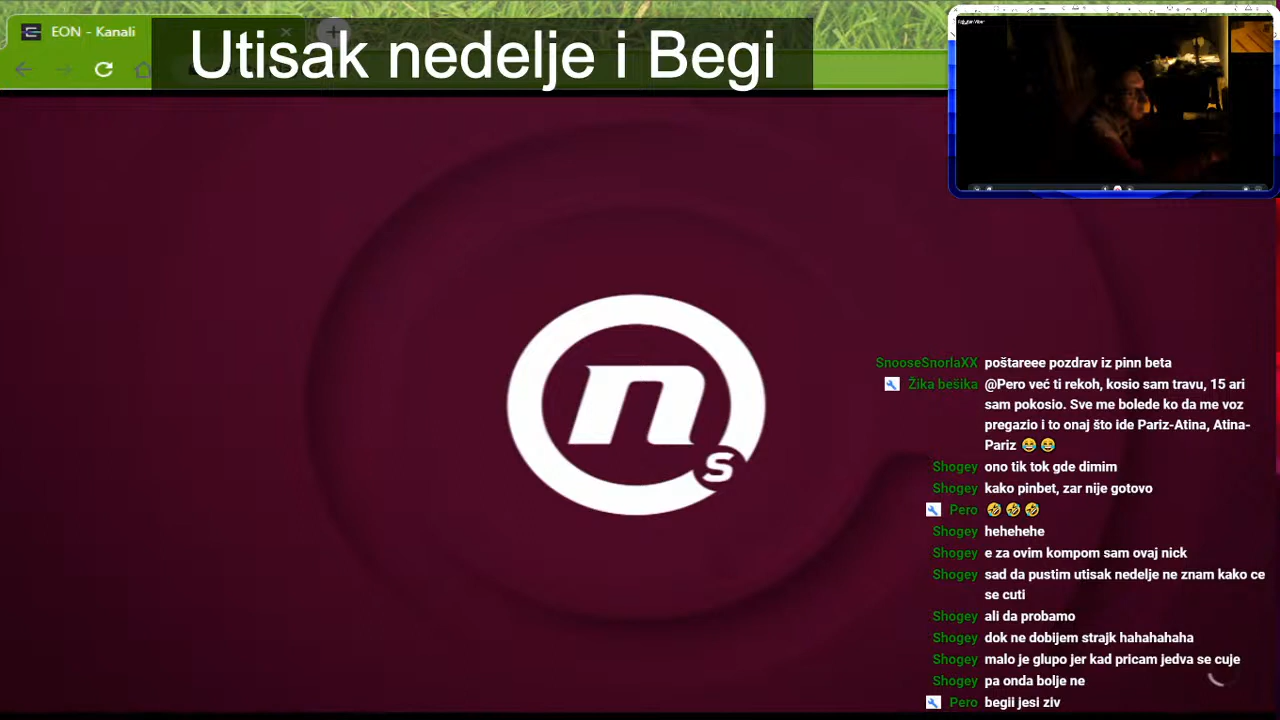 EON - Kanali
Utisak nedelje i Begi
n
s
SnooseSnorlaXX poštareee pozdrav iz pinn beta
Žika bešika @Pero već ti rekoh, kosio sam travu, 15 ari
sam pokosio. Sve me bolede ko da me voz
pregazio i to onaj što ide Pariz-Atina, Atina-
Pariz 😂 😂
Shogey ono tik tok gde dimim
Shogey kako pinbet, zar nije gotovo
Pero 🤣 🤣 🤣
Shogey hehehehe
Shogey e za ovim kompom sam ovaj nick
Shogey sad da pustim utisak nedelje ne znam kako ce
se cuti
Shogey ali da probamo
Shogey dok ne dobijem strajk hahahahaha
Shogey malo je glupo jer kad pricam jedva se cuje
Shogey pa onda bolje ne
Pero begii jesi ziv